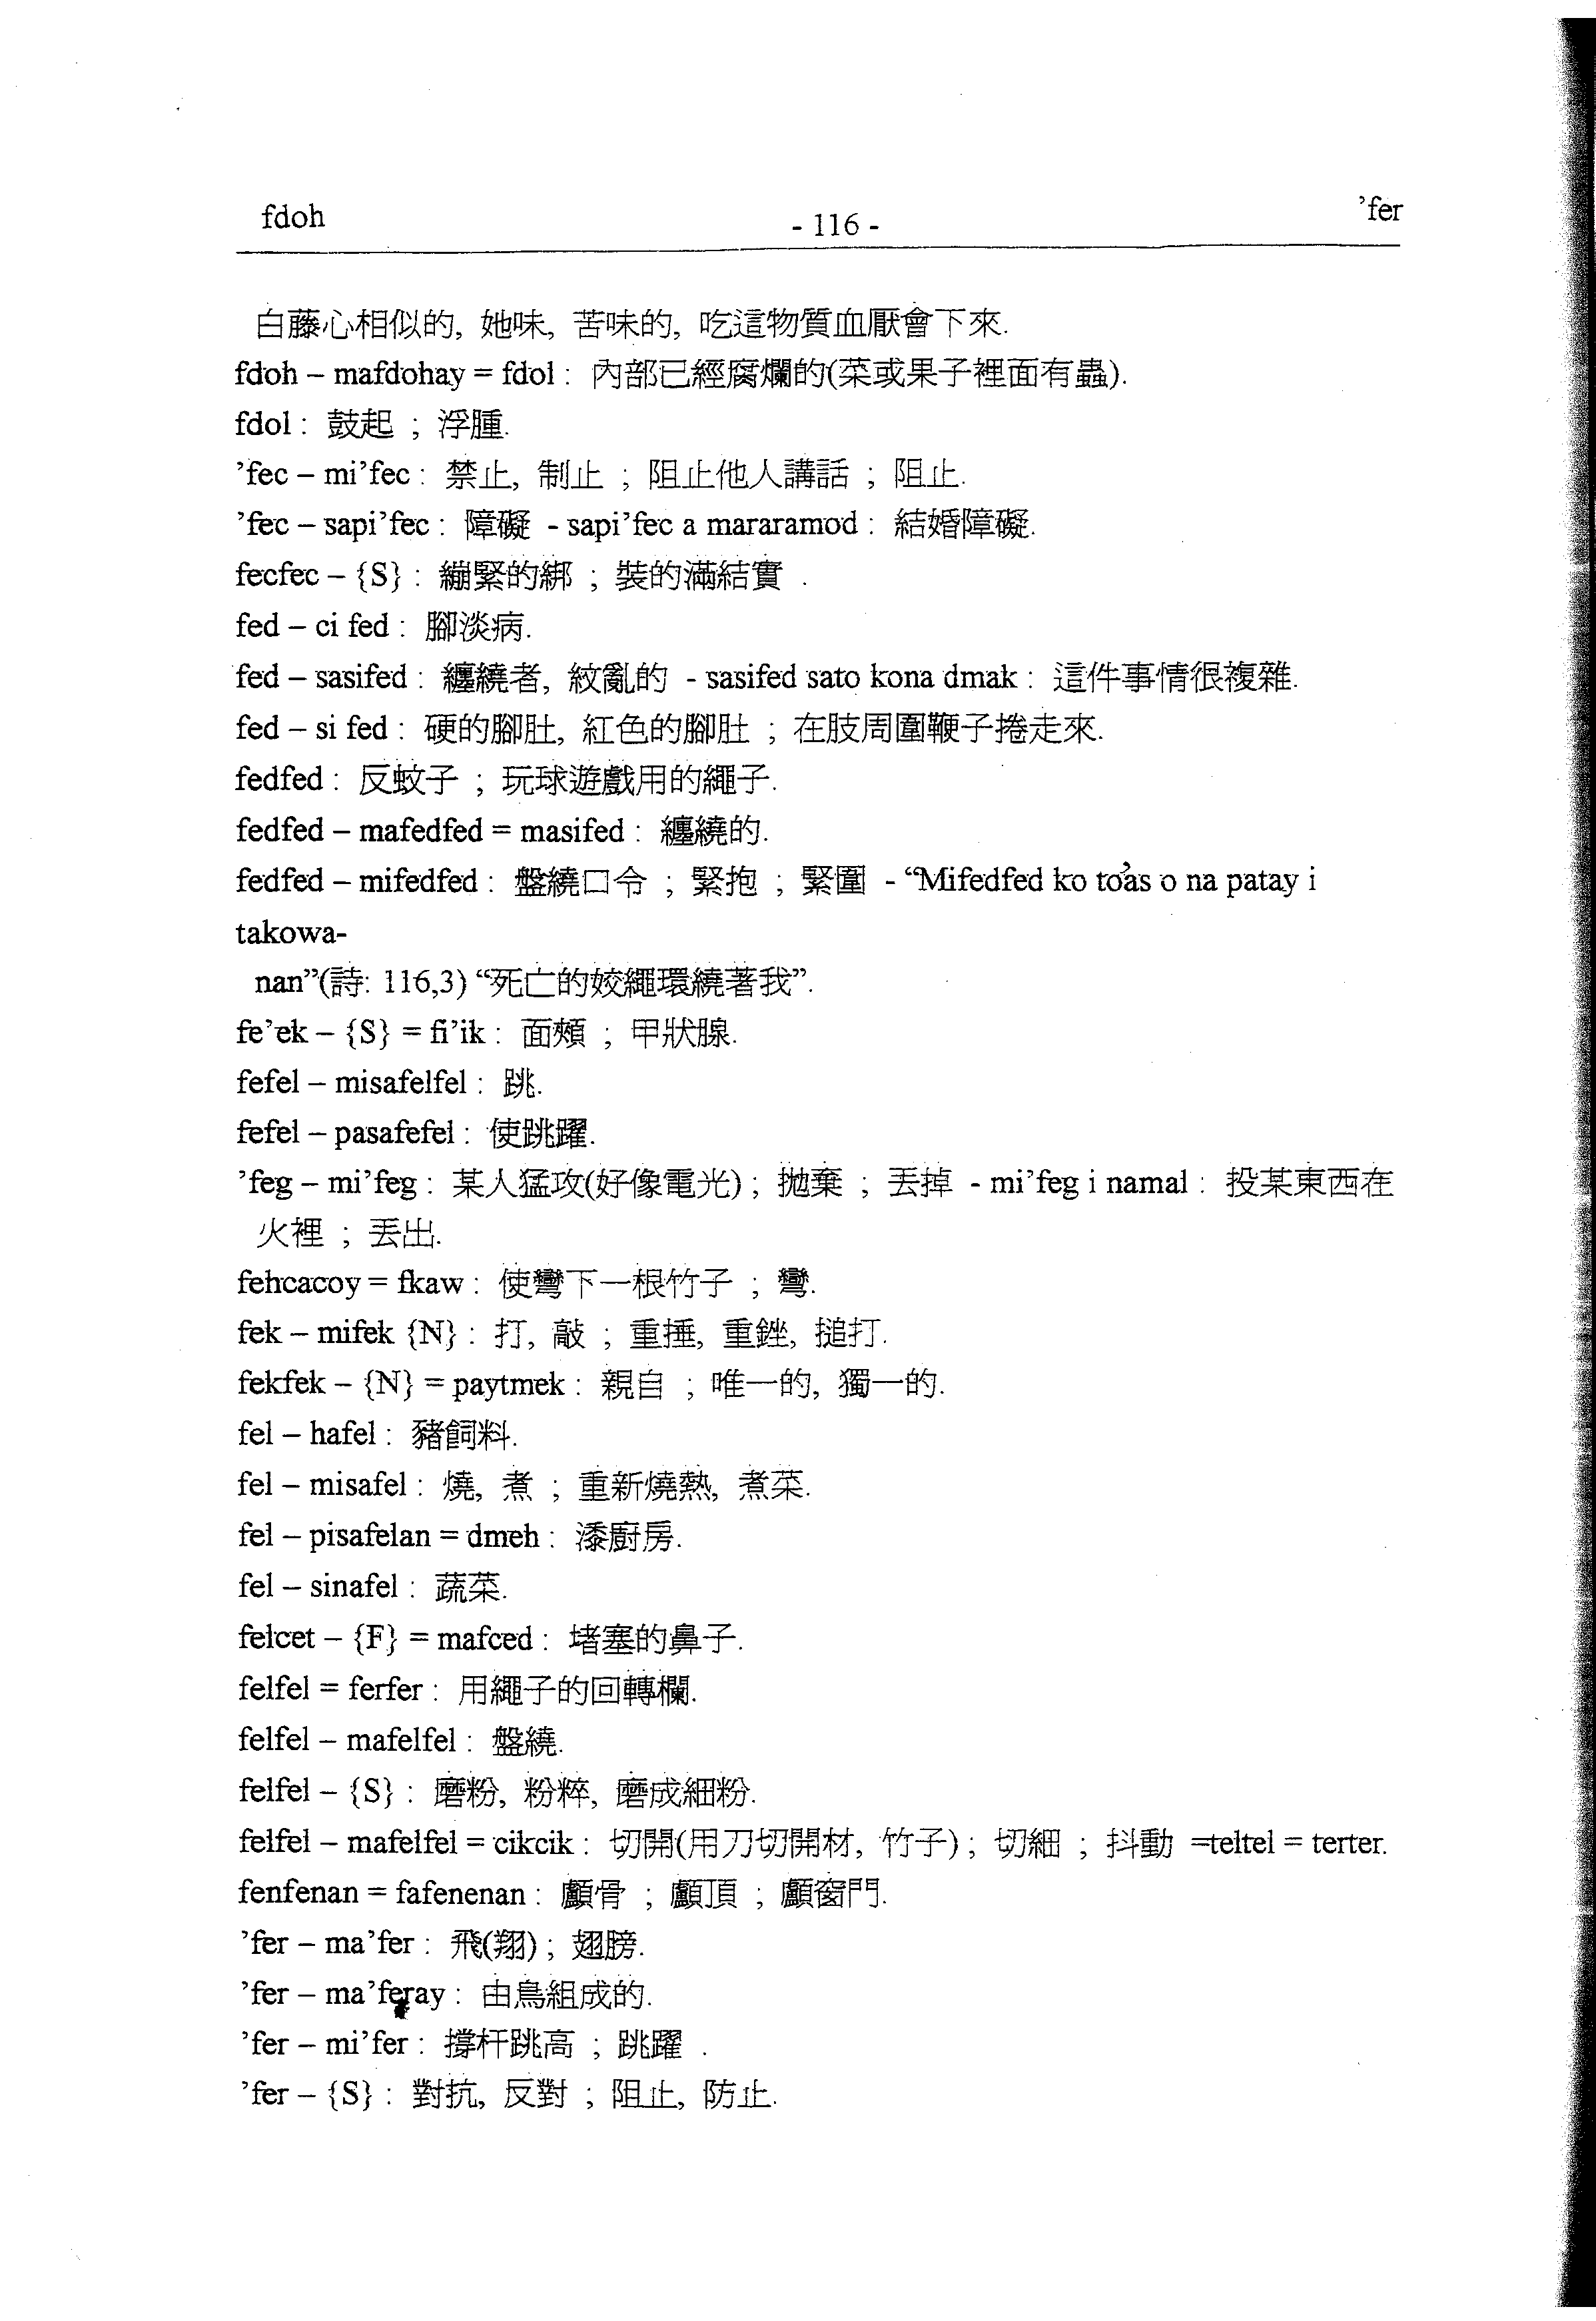 fdoh - 116 - ’fer
白藤心相似的, 她味, 苦味的, 吃這物質血厭會下來.
fdoh – mafdohay = fdol : 內部已經腐爛的(菜或果子裡面有蟲).
fdol : 鼓起 ; 浮腫.
’fec – mi’fec : 禁止, 制止 ; 阻止他人講話 ; 阻止.
’fec – sapi’fec : 障礙 - sapi’fec a mararamod : 結婚障礙.
fecfec – {S} : 繃緊的綁 ; 裝的滿結實 .
fed – ci fed : 腳淡病.
fed – sasifed : 纏繞者, 紋亂的 - sasifed sato kona dmak : 這件事情很複雜.
fed – si fed : 硬的腳肚, 紅色的腳肚 ; 在肢周圍鞭子捲走來.
fedfed : 反蚊子 ; 玩球遊戲用的繩子.
fedfed – mafedfed = masifed : 纏繞的.
fedfed – mifedfed : 盤繞口令 ; 緊抱 ; 緊圍 - “Mifedfed ko to’as o na patay i
takowa-
nan”(詩: 116,3) “死亡的姣繩環繞著我”.
fe’ek – {S} = fi’ik : 面頰 ; 甲狀腺.
fefel – misafelfel : 跳.
fefel – pasafefel : 使跳躍.
’feg – mi’feg : 某人猛攻(好像電光) ; 拋棄 ; 丟掉 - mi’feg i namal : 投某東西在
火裡 ; 丟出.
fehcacoy = fkaw : 使彎下一根竹子 ; 彎.
fek – mifek {N} : 打, 敲 ; 重捶, 重銼, 搥打.
fekfek – {N} = paytmek : 親自 ; 唯一的, 獨一的.
fel – hafel : 豬飼料.
fel – misafel : 燒, 煮 ; 重新燒熱, 煮菜.
fel – pisafelan = dmeh : 漆廚房.
fel – sinafel : 蔬菜.
felcet – {F} = mafced : 堵塞的鼻子.
felfel = ferfer : 用繩子的回轉欄.
felfel – mafelfel : 盤繞.
felfel – {S} : 磨粉, 粉粹, 磨成細粉.
felfel – mafelfel = cikcik : 切開(用刀切開材, 竹子) ; 切細 ; 抖動 =teltel = terter.
fenfenan = fafenenan : 顱骨 ; 顱頂 ; 顱窗門.
’fer – ma’fer : 飛(翔) ; 翅膀.
’fer – ma’feray : 由鳥組成的.
’fer – mi’fer : 撐杆跳高 ; 跳躍 .
’fer – {S} : 對抗, 反對 ; 阻止, 防止.